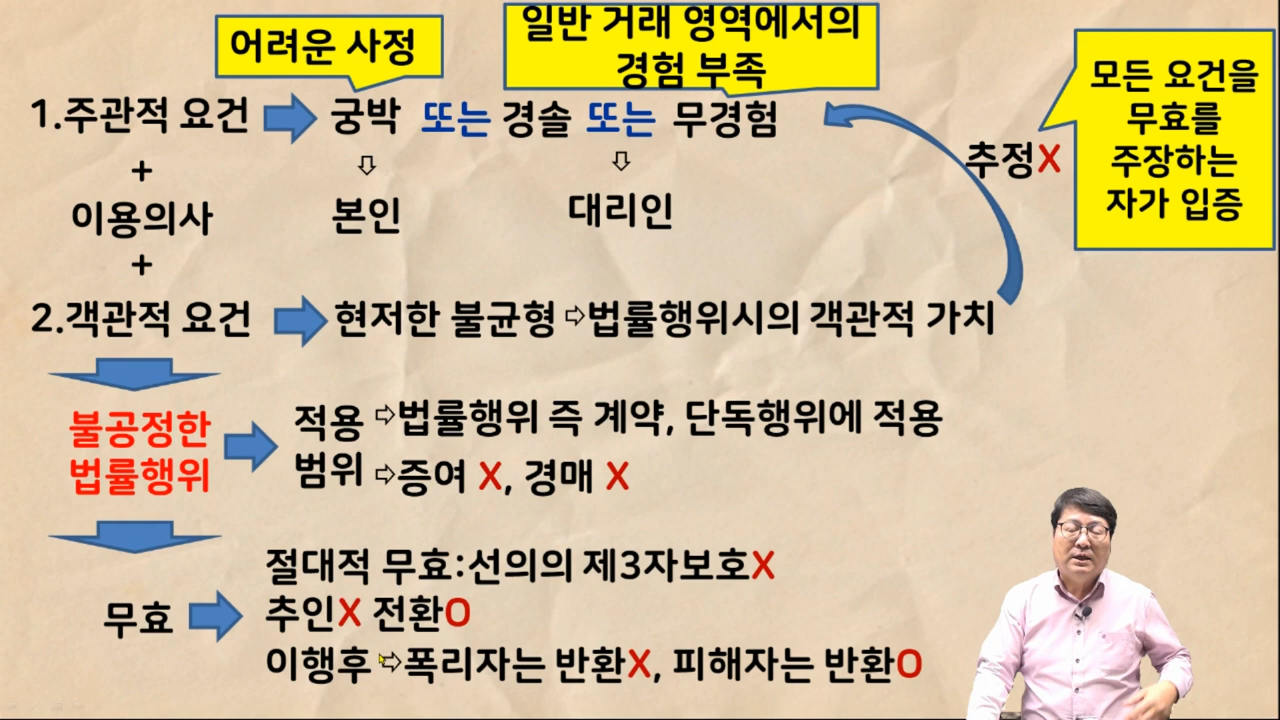 어려운 사정
일반 거래 영역에서의
경험 부족
모든 요건을
무효를
주장하는
자가 입증
1.주관적 요건 ➡ 궁박 또는 경솔 또는 무경험
추정X
+ ⇩ ⇩
이용의사 본인 대리인
+
2.객관적 요건 ➡ 현저한 불균형 ⇨법률행위시의 객관적 가치
불공정한
법률행위
적용 ⇨법률행위 즉 계약, 단독행위에 적용
범위 ⇨증여 X, 경매 X
절대적 무효:선의의 제3자보호X
무효 ➡ 추인X 전환O
이행후 ⇨폭리자는 반환X, 피해자는 반환O